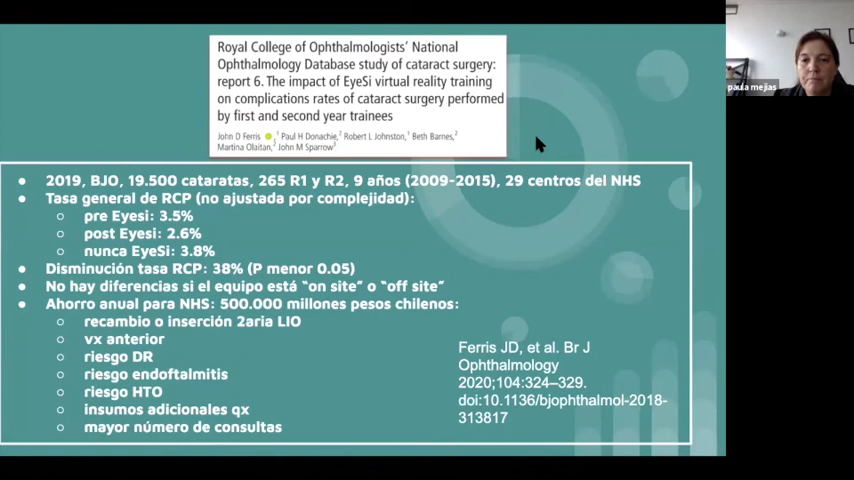 Royal College of Ophthalmologists' National
Ophthalmology Database study of cataract surgery:
report 6. The impact of EyeSi virtual reality training
on complications rates of cataract surgery performed
by first and second year trainees
John D Ferris ,¹ Paul H Donachie,² Robert L Johnston,¹ Beth Barnes,²
Martina Olaitan,² John M Sparrow³
● 2019, BJO, 19.500 cataratas, 265 R1 y R2, 9 años (2009-2015), 29 centros del NHS
● Tasa general de RCP (no ajustada por complejidad):
○ pre Eyesi: 3.5%
○ post Eyesi: 2.6%
○ nunca EyeSi: 3.8%
● Disminución tasa RCP: 38% (P menor 0.05)
● No hay diferencias si el equipo está “on site” o “off site”
● Ahorro anual para NHS: 500.000 millones pesos chilenos:
○ recambio o inserción 2aria LIO
○ vx anterior
○ riesgo DR
○ riesgo endoftalmitis
○ riesgo HTO
○ insumos adicionales qx
○ mayor número de consultas
Ferris JD, et al. Br J
Ophthalmology
2020;104:324–329.
doi:10.1136/bjophthalmol-2018-
313817
paula mejias